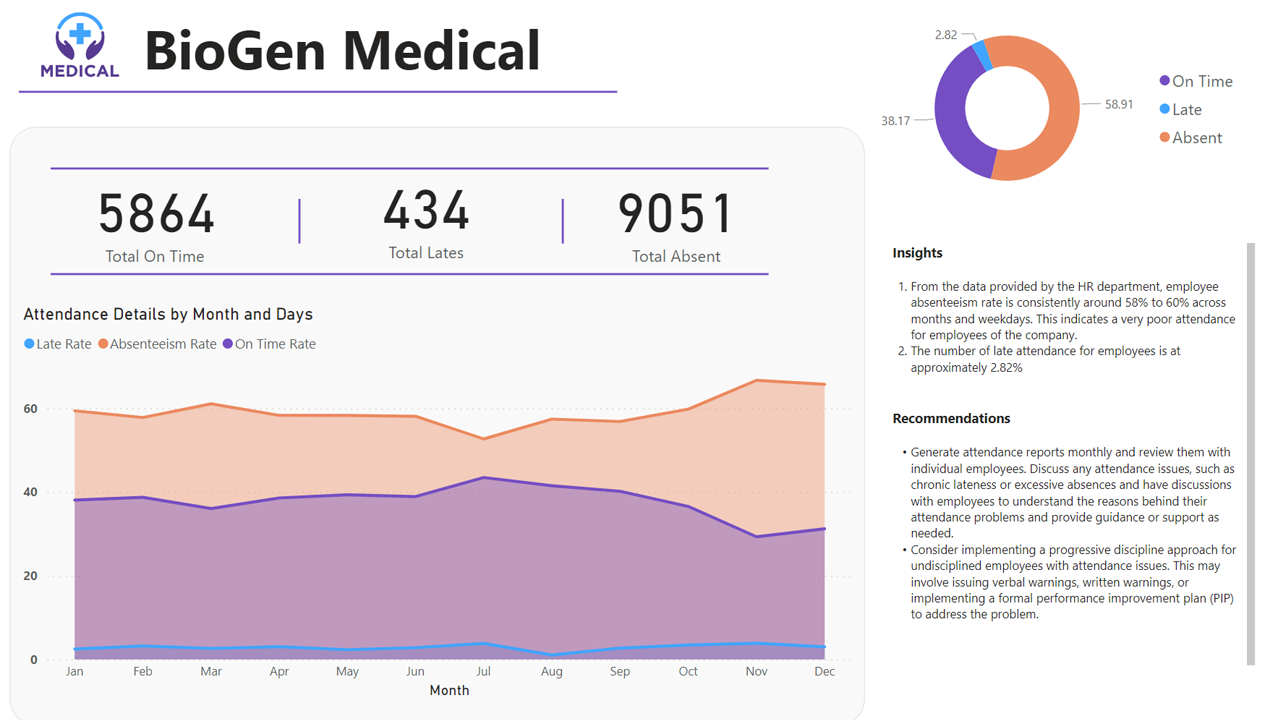 MEDICAL
BioGen Medical
2.82
58.91
38.17
On Time
Late
Absent
5864
Total On Time
434
Total Lates
9051
Total Absent
Attendance Details by Month and Days
Late Rate Absenteeism Rate On Time Rate
60
40
20
0
Jan Feb Mar Apr May Jun Jul Aug Sep Oct Nov Dec
Month
Insights
1. From the data provided by the HR department, employee
absenteeism rate is consistently around 58% to 60% across
months and weekdays. This indicates a very poor attendance
for employees of the company.
2. The number of late attendance for employees is at
approximately 2.82%
Recommendations
• Generate attendance reports monthly and review them with
individual employees. Discuss any attendance issues, such as
chronic lateness or excessive absences and have discussions
with employees to understand the reasons behind their
attendance problems and provide guidance or support as
needed.
• Consider implementing a progressive discipline approach for
undisciplined employees with attendance issues. This may
involve issuing verbal warnings, written warnings, or
implementing a formal performance improvement plan (PIP)
to address the problem.